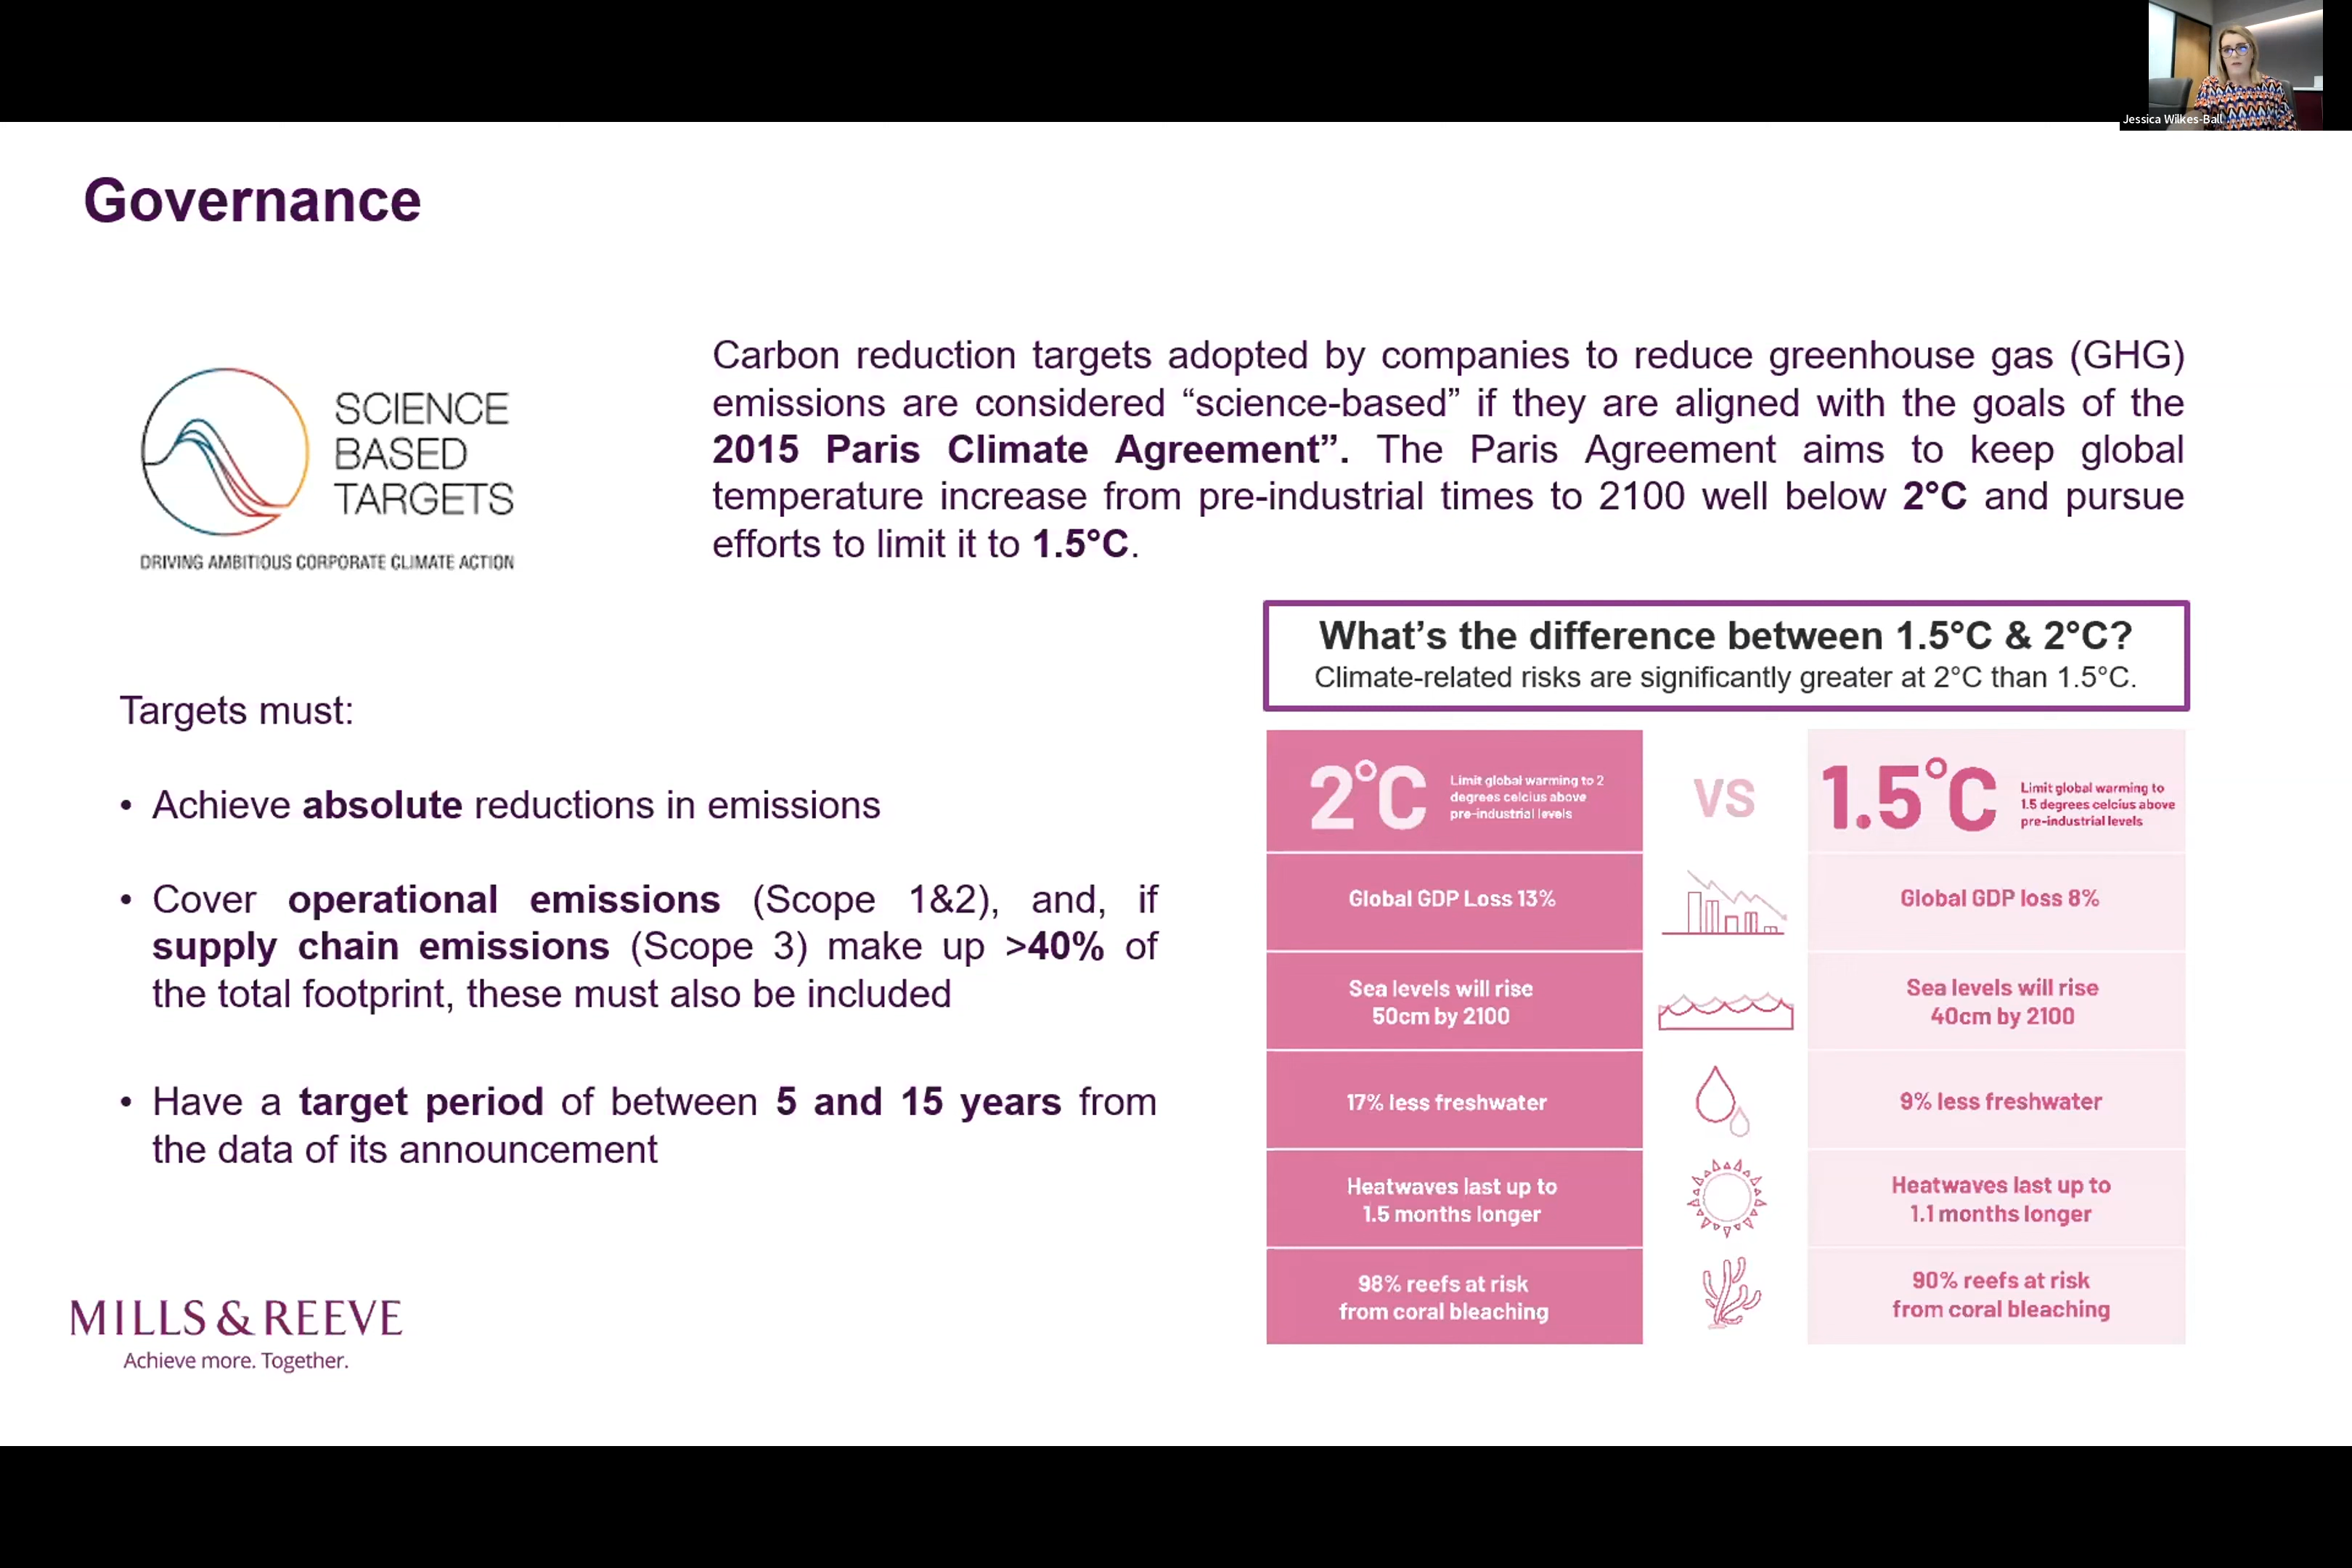 Jessica Wilkes-Ball
Governance
SCIENCE
BASED
TARGETS
DRIVING AMBITIOUS CORPORATE CLIMATE ACTION
Carbon reduction targets adopted by companies to reduce greenhouse gas (GHG)
emissions are considered “science-based” if they are aligned with the goals of the
2015 Paris Climate Agreement”. The Paris Agreement aims to keep global
temperature increase from pre-industrial times to 2100 well below 2°C and pursue
efforts to limit it to 1.5°C.
Targets must:
• Achieve absolute reductions in emissions
• Cover operational emissions (Scope 1&2), and, if
supply chain emissions (Scope 3) make up >40% of
the total footprint, these must also be included
• Have a target period of between 5 and 15 years from
the data of its announcement
What’s the difference between 1.5°C & 2°C?
Climate-related risks are significantly greater at 2°C than 1.5°C.
2°C
Limit global warming to 2
degrees celcius above
pre-industrial levels
VS
1.5°C
Limit global warming to
1.5 degrees celcius above
pre-industrial levels
Global GDP Loss 13%
Global GDP loss 8%
Sea levels will rise
50cm by 2100
Sea levels will rise
40cm by 2100
17% less freshwater
9% less freshwater
Heatwaves last up to
1.5 months longer
Heatwaves last up to
1.1 months longer
98% reefs at risk
from coral bleaching
90% reefs at risk
from coral bleaching
MILLS & REEVE
Achieve more. Together.